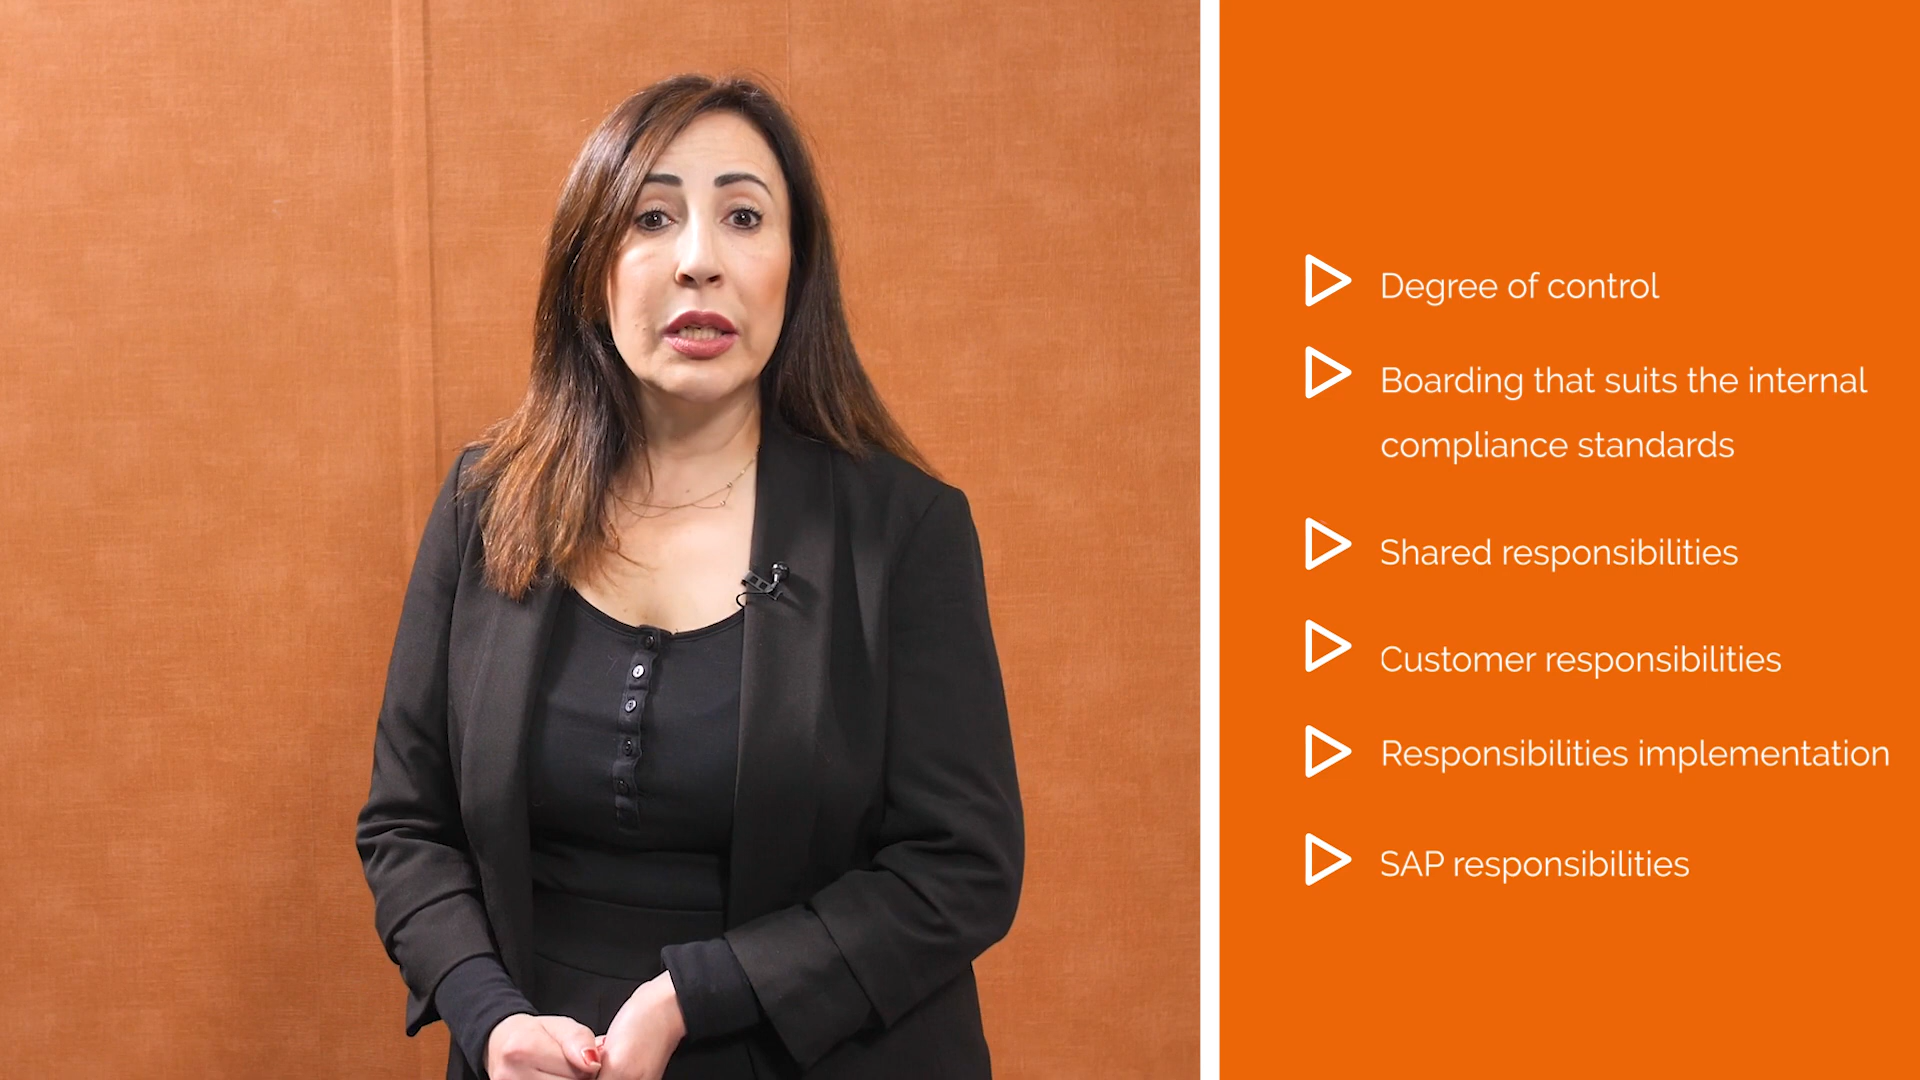 Degree of control
Boarding that suits the internal
compliance standards
Shared responsibilities
Customer responsibilities
Responsibilities implementation
SAP responsibilities